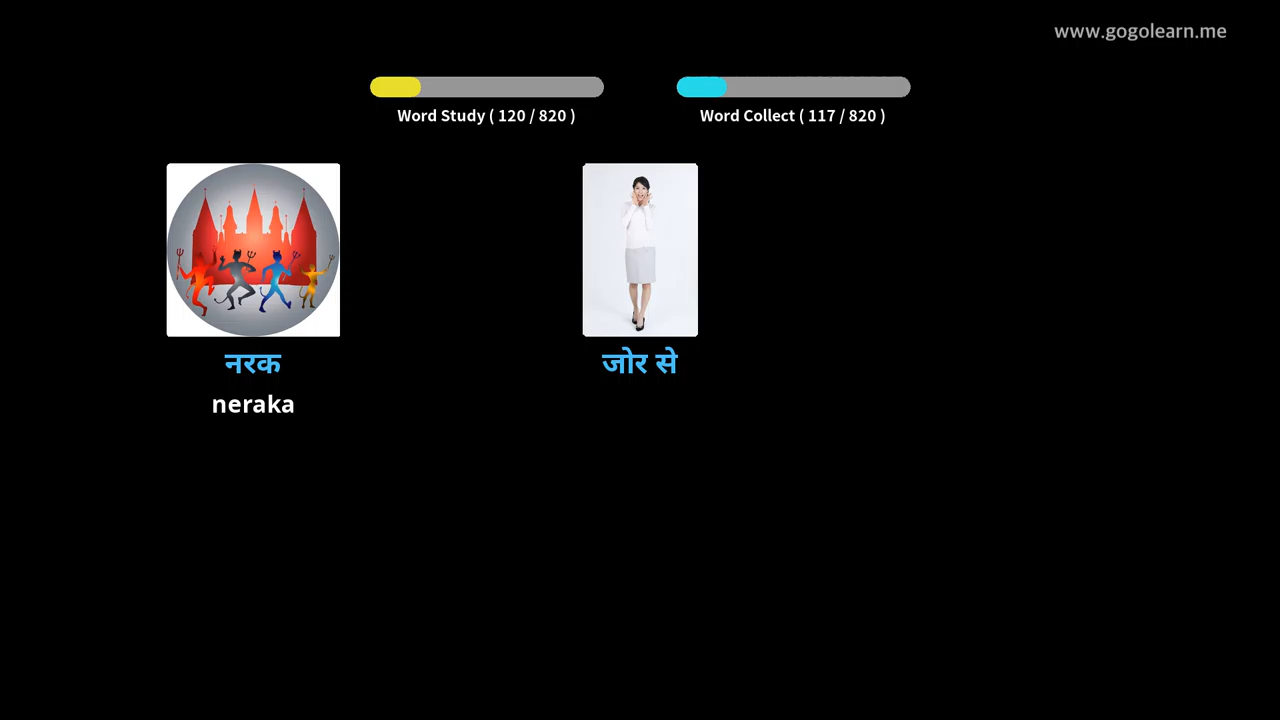 www.gogolearn.me
Word Study ( 120 / 820 )
Word Collect ( 117 / 820 )
नरक
neraka
जोर से